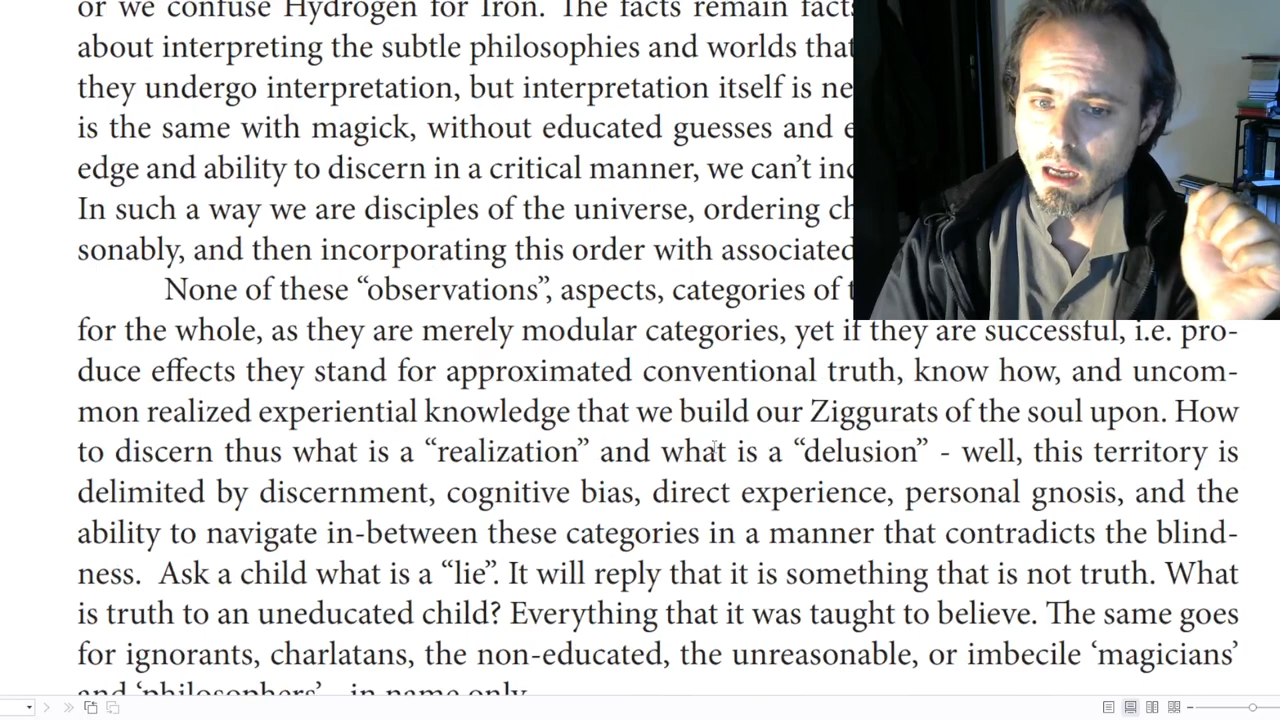 or we confuse Hydrogen for Iron. The facts remain facts
about interpreting the subtle philosophies and worlds that
they undergo interpretation, but interpretation itself is ne
is the same with magick, without educated guesses and e
edge and ability to discern in a critical manner, we can’t inc
In such a way we are disciples of the universe, ordering ch
sonably, and then incorporating this order with associated
None of these “observations”, aspects, categories of t
for the whole, as they are merely modular categories, yet if they are successful, i.e. pro-
duce effects they stand for approximated conventional truth, know how, and uncom-
mon realized experiential knowledge that we build our Ziggurats of the soul upon. How
to discern thus what is a “realization” and what is a “delusion” - well, this territory is
delimited by discernment, cognitive bias, direct experience, personal gnosis, and the
ability to navigate in-between these categories in a manner that contradicts the blind-
ness. Ask a child what is a “lie”. It will reply that it is something that is not truth. What
is truth to an uneducated child? Everything that it was taught to believe. The same goes
for ignorants, charlatans, the non-educated, the unreasonable, or imbecile ‘magicians’
and ‘philosophers’ - in name only.